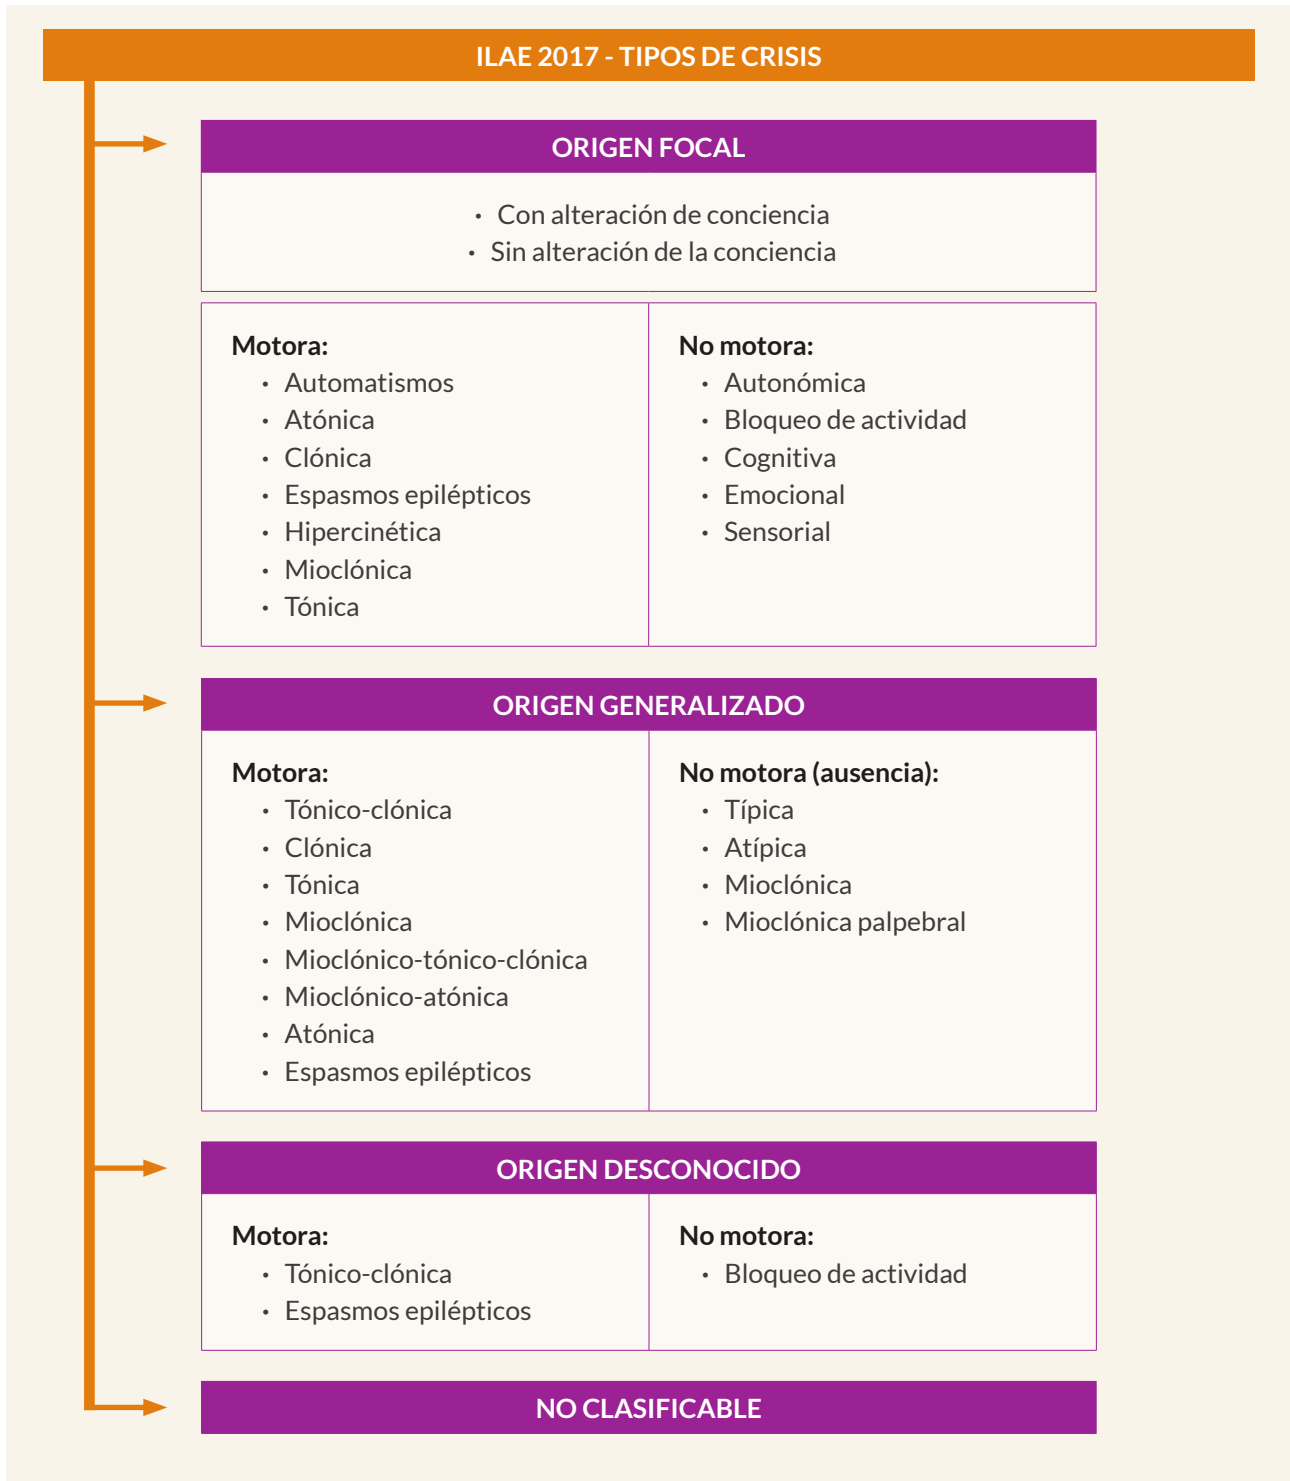 ILAE 2017 - TIPOS DE CRISIS
ORIGEN FOCAL
• Con alteración de conciencia
• Sin alteración de la conciencia
Motora:
• Automatismos
• Atónica
• Clónica
• Espasmos epilépticos
• Hipercinética
• Mioclónica
• Tónica
No motora:
• Autonómica
• Bloqueo de actividad
• Cognitiva
• Emocional
• Sensorial
ORIGEN GENERALIZADO
Motora:
• Tónico-clónica
• Clónica
• Tónica
• Mioclónica
• Mioclónico-tónico-clónica
• Mioclónico-atónica
• Atónica
• Espasmos epilépticos
No motora (ausencia):
• Típica
• Atípica
• Mioclónica
• Mioclónica palpebral
ORIGEN DESCONOCIDO
Motora:
• Tónico-clónica
• Espasmos epilépticos
No motora:
• Bloqueo de actividad
NO CLASIFICABLE